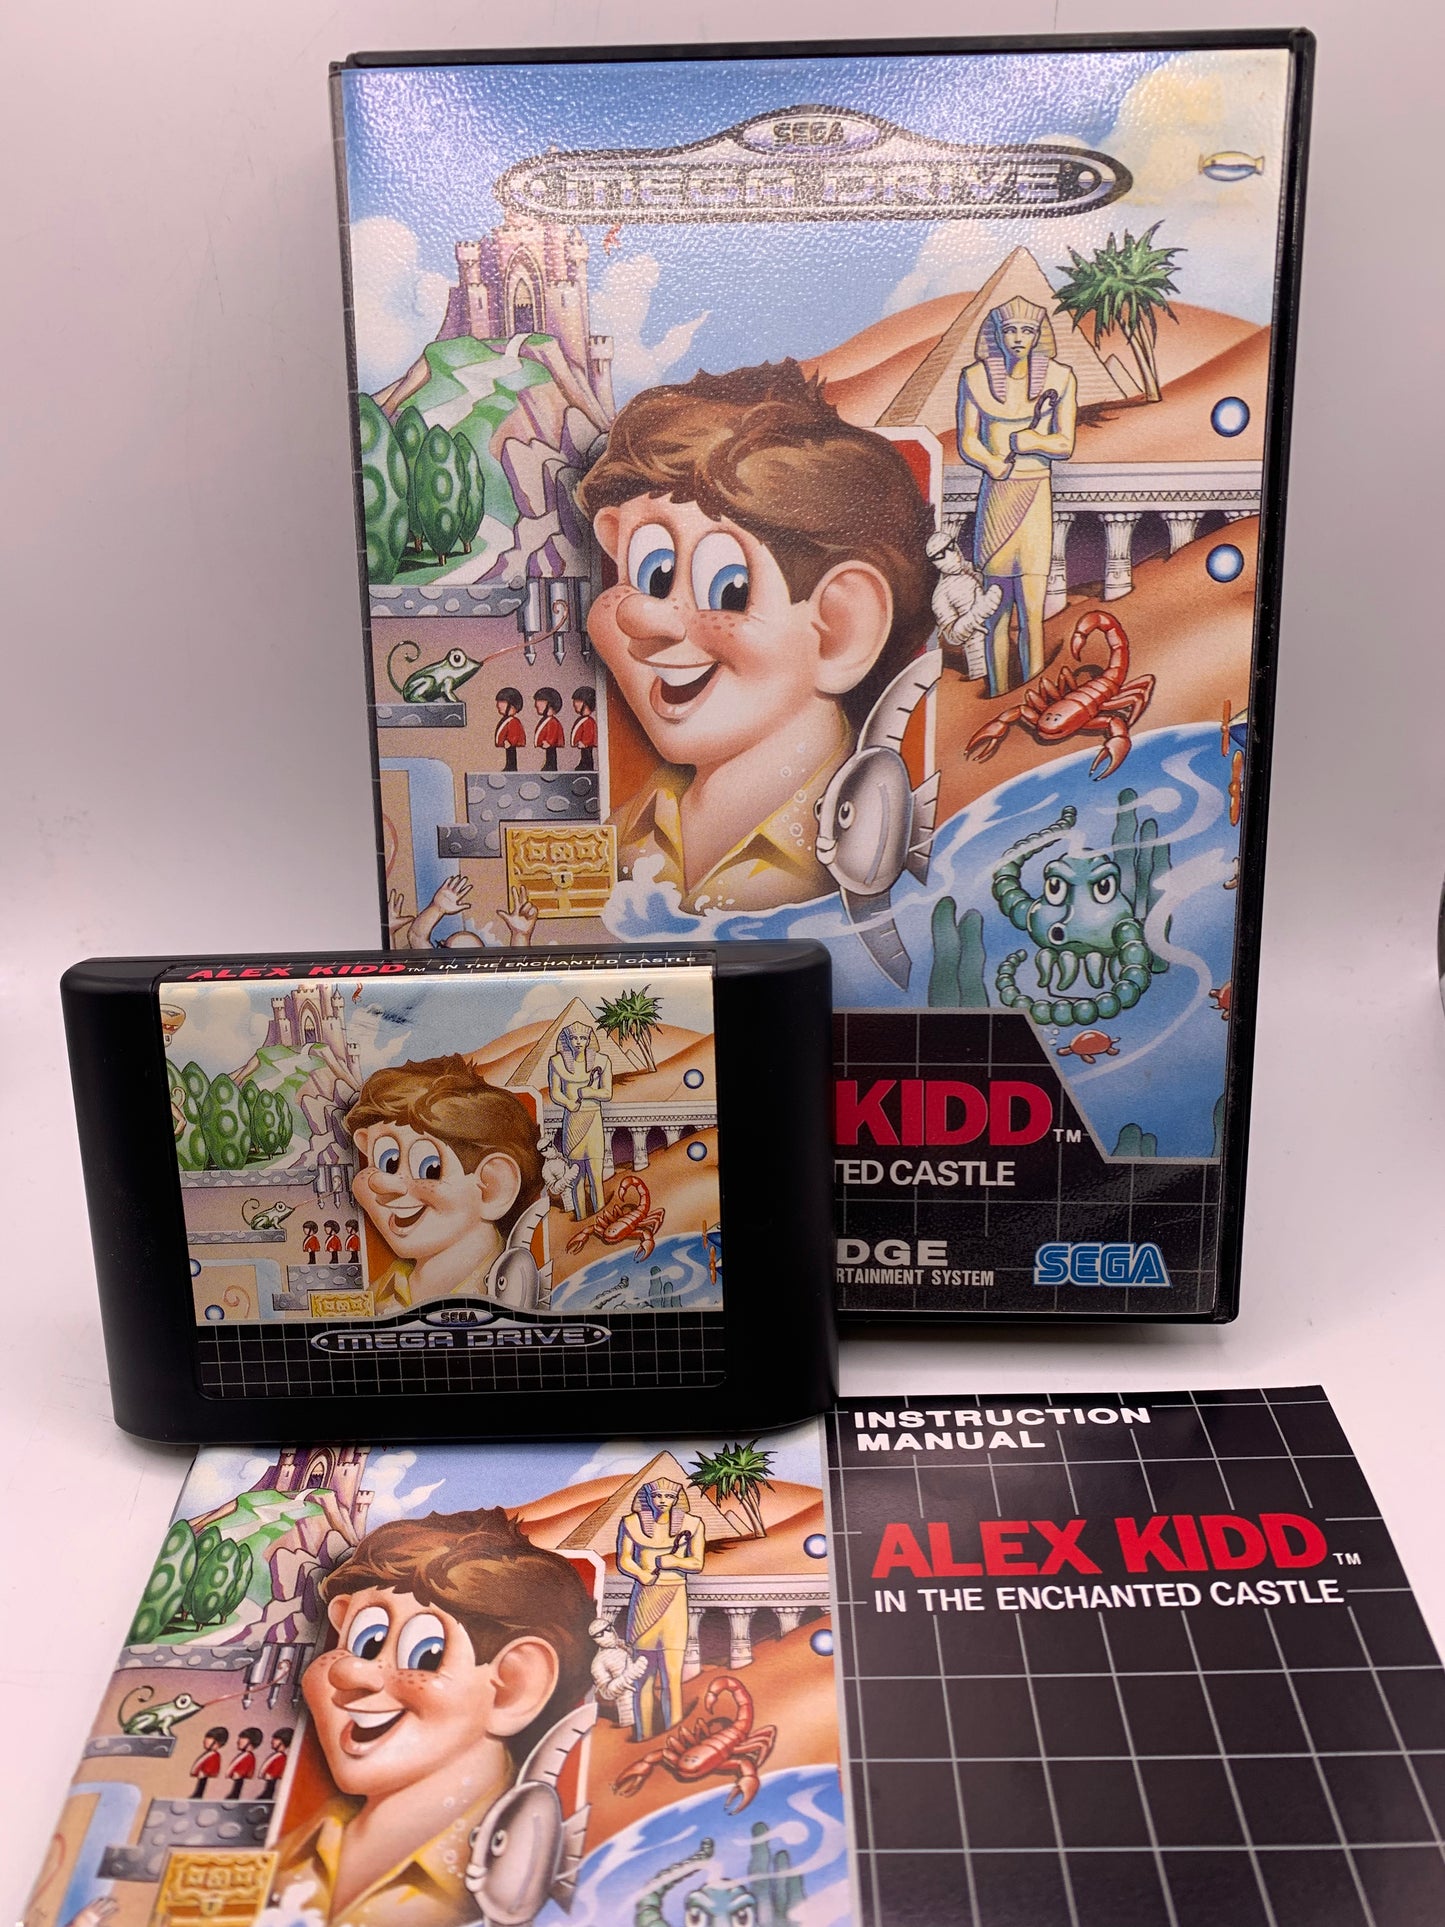 SEGA
MEGA DRIVE
KIDD™
TED CASTLE
DGE
RTAINMENT SYSTEM
SEGA
ALEX KIDD™ IN THE ENCHANTED CASTLE
SEGA
MEGA DRIVE
INSTRUCTION
MANUAL
ALEX KIDD™
IN THE ENCHANTED CASTLE